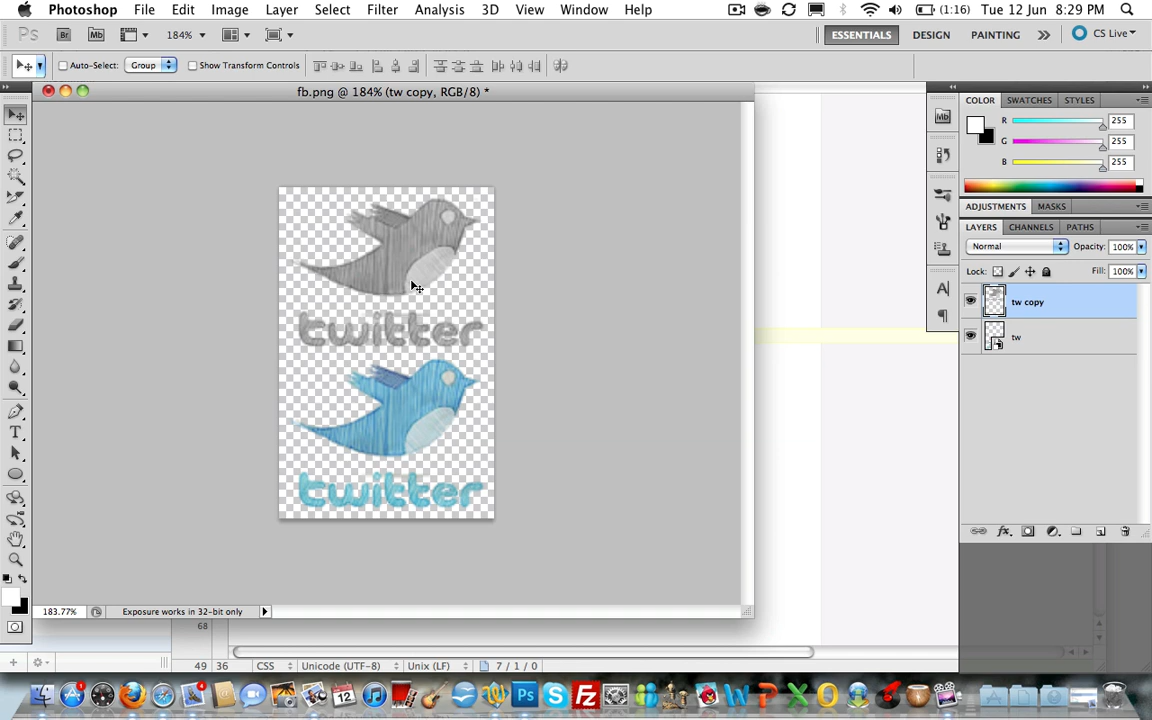 Photoshop File Edit Image Layer Select Filter Analysis 3D View Window Help (1:16) Tue 12 Jun 8:29 PM
Ps Br Mb 184% ESSENTIALS DESIGN PAINTING CS Live
Auto-Select: Group Show Transform Controls
fb.png @ 184% (tw copy, RGB/8) *
twitter
twitter
183.77% Exposure works in 32-bit only
COLOR SWATCHES STYLES
Mb
R 255
G 255
B 255
ADJUSTMENTS MASKS
LAYERS CHANNELS PATHS
Normal Opacity: 100%
Lock: Fill: 100%
tw copy
tw
68
49 36 CSS Unicode (UTF-8) Unix (LF) 7 / 1 / 0